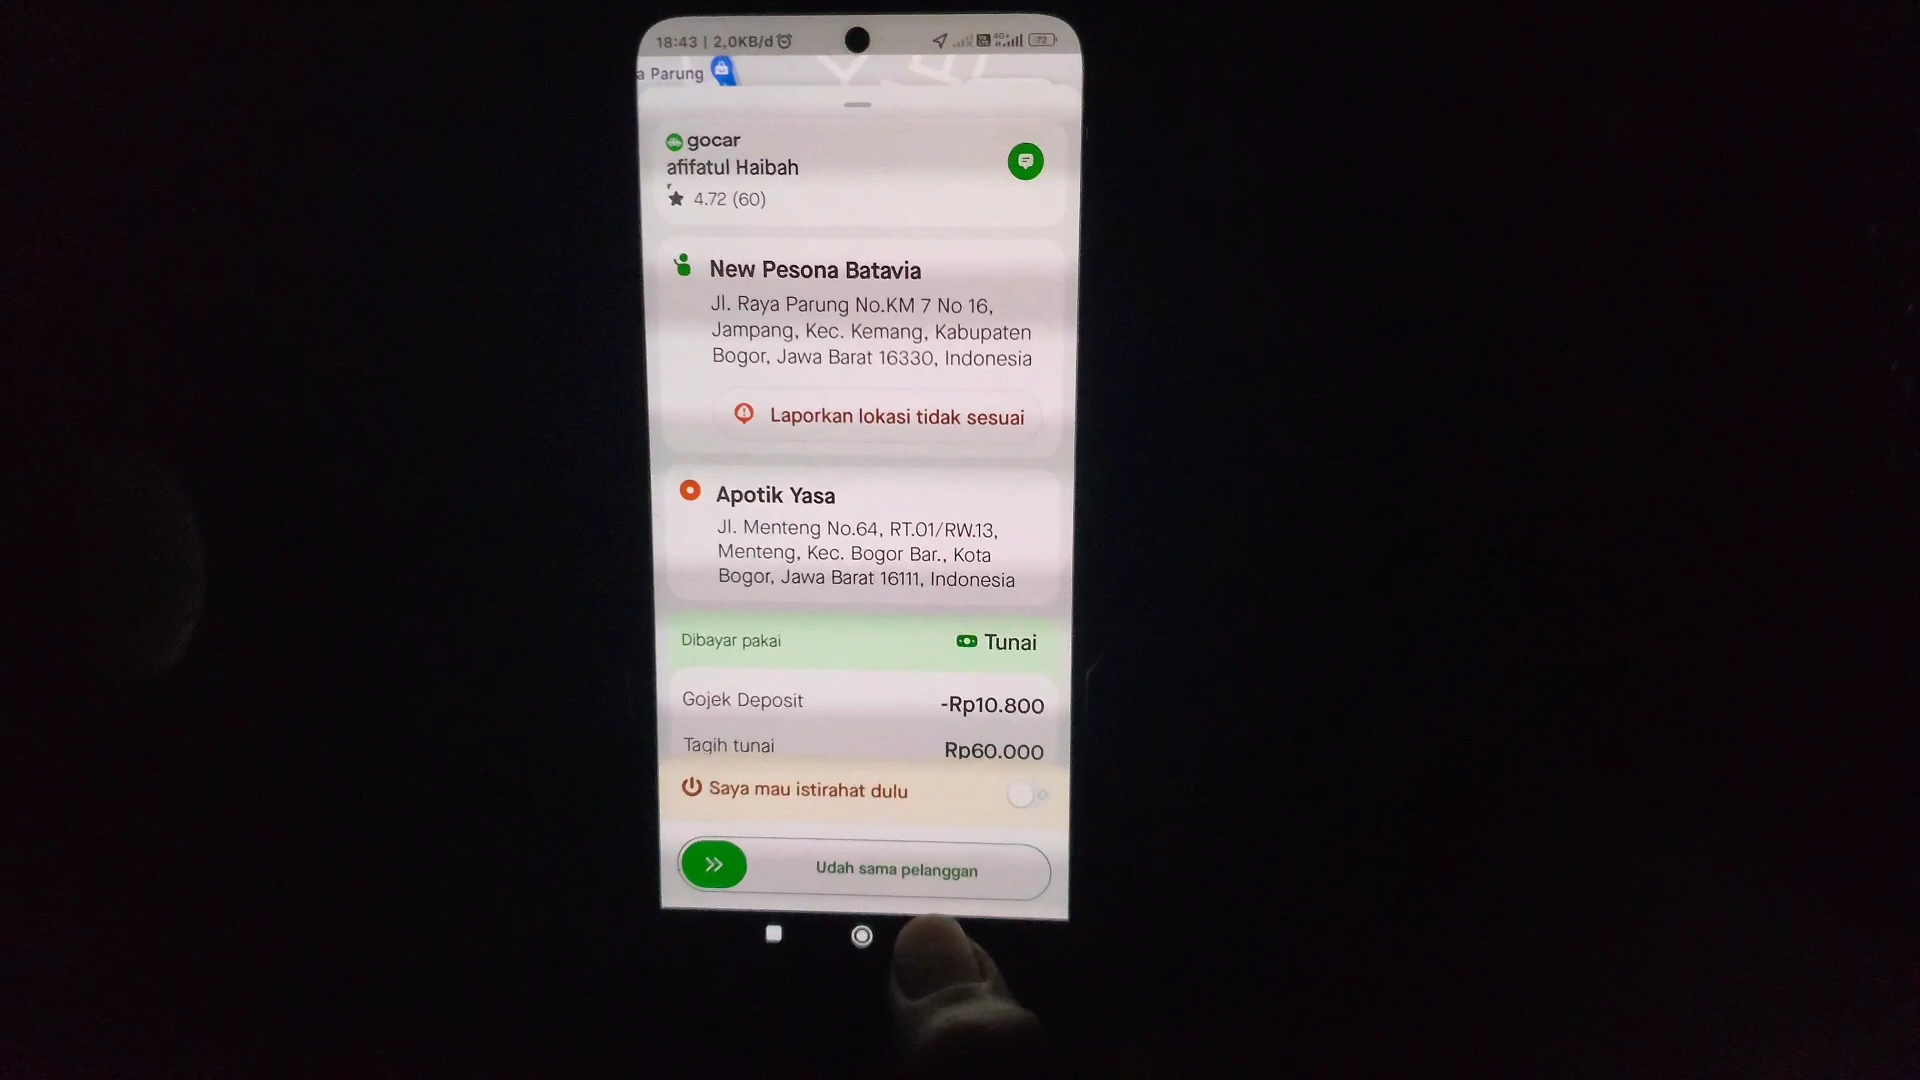 18:43 | 2,0KB/d
4G+
72
a Parung
gocar
afifatul Haibah
4.72 (60)
New Pesona Batavia
Jl. Raya Parung No.KM 7 No 16,
Jampang, Kec. Kemang, Kabupaten
Bogor, Jawa Barat 16330, Indonesia
Laporkan lokasi tidak sesuai
Apotik Yasa
Jl. Menteng No.64, RT.01/RW.13,
Menteng, Kec. Bogor Bar., Kota
Bogor, Jawa Barat 16111, Indonesia
Dibayar pakai
Tunai
Gojek Deposit
-Rp10.800
Tagih tunai
Rp60.000
Saya mau istirahat dulu
Udah sama pelanggan